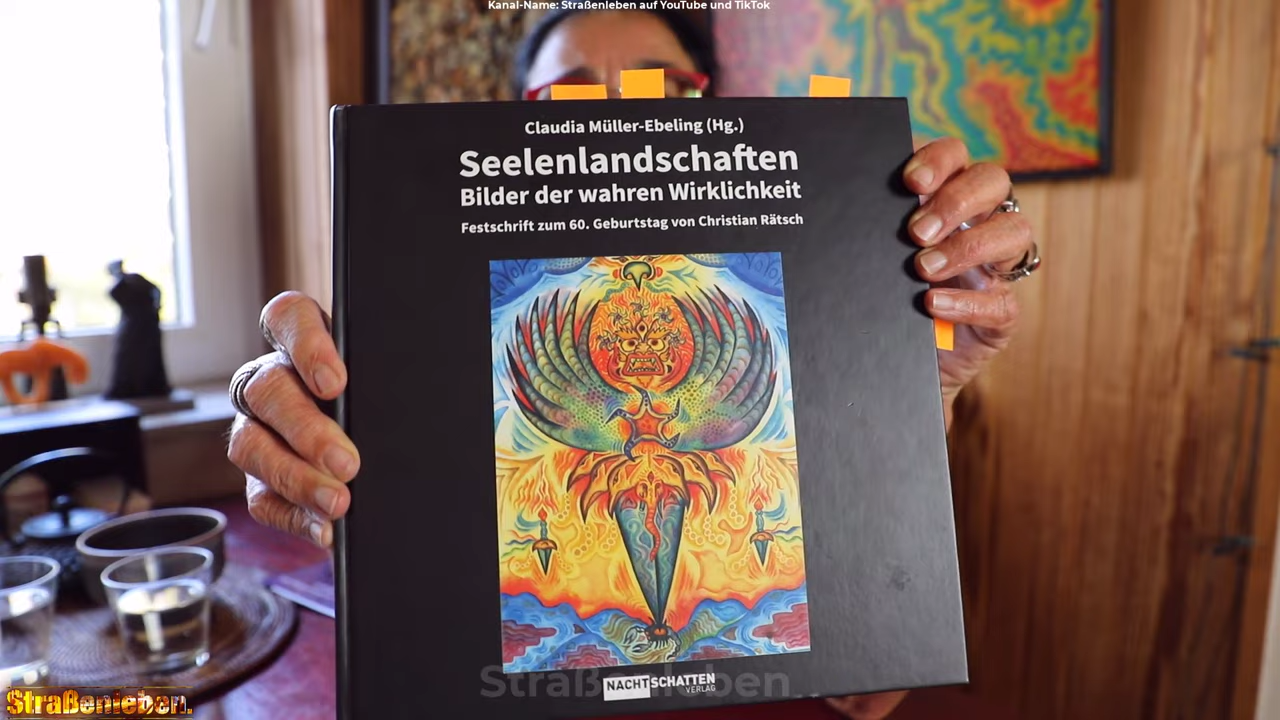 Kanal-Name: Straßenleben auf YouTube und TikTok
Claudia Müller-Ebeling (Hg.)
Seelenlandschaften
Bilder der wahren Wirklichkeit
Festschrift zum 60. Geburtstag von Christian Rätsch
Straßenleben.
NACHTSCHATTEN
VERLAG
Straßenleben.